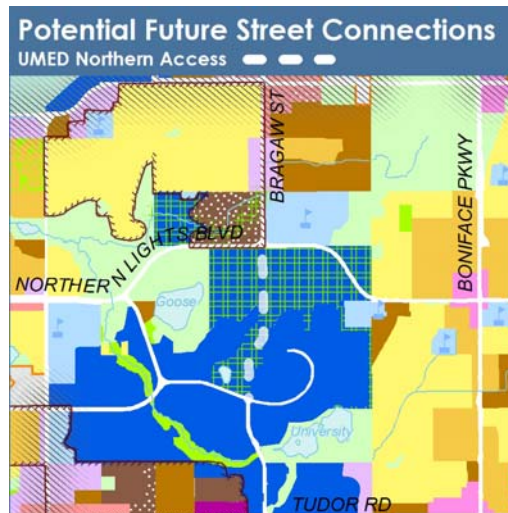 Potential Future Street Connections
UMED Northern Access
BRAGAW ST
BONIFACE PKWY
NORTHERN LIGHTS BLVD
Goose
University
TUDOR RD